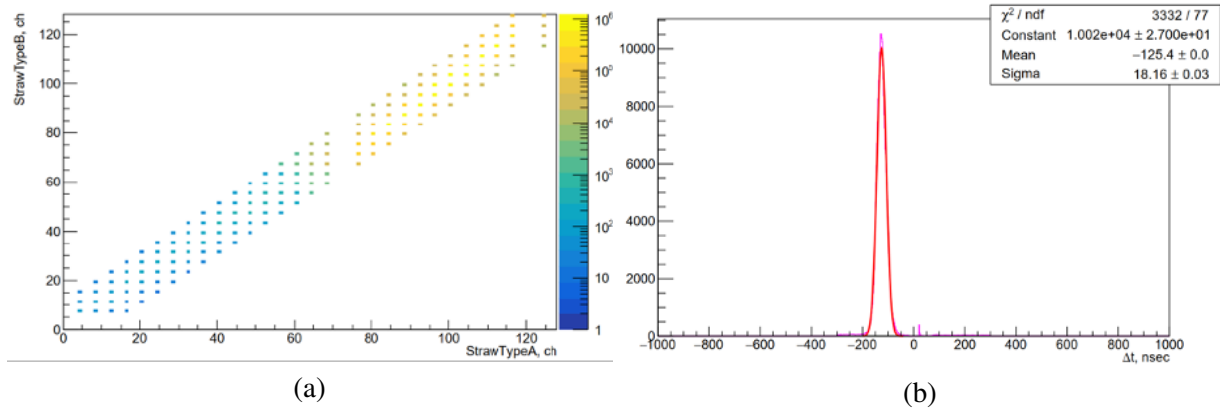 StrawTypeB, ch
120
100
80
60
40
20
0
0 20 40 60 80 100 120
StrawTypeA, ch
10⁶
10⁵
10⁴
10³
10²
10
1
(a)
χ² / ndf 3332 / 77
Constant 1.002e+04 ± 2.700e+01
Mean −125.4 ± 0.0
Sigma 18.16 ± 0.03
10000
8000
6000
4000
2000
0
−1000 −800 −600 −400 −200 0 200 400 600 800 1000
Δt, nsec
(b)